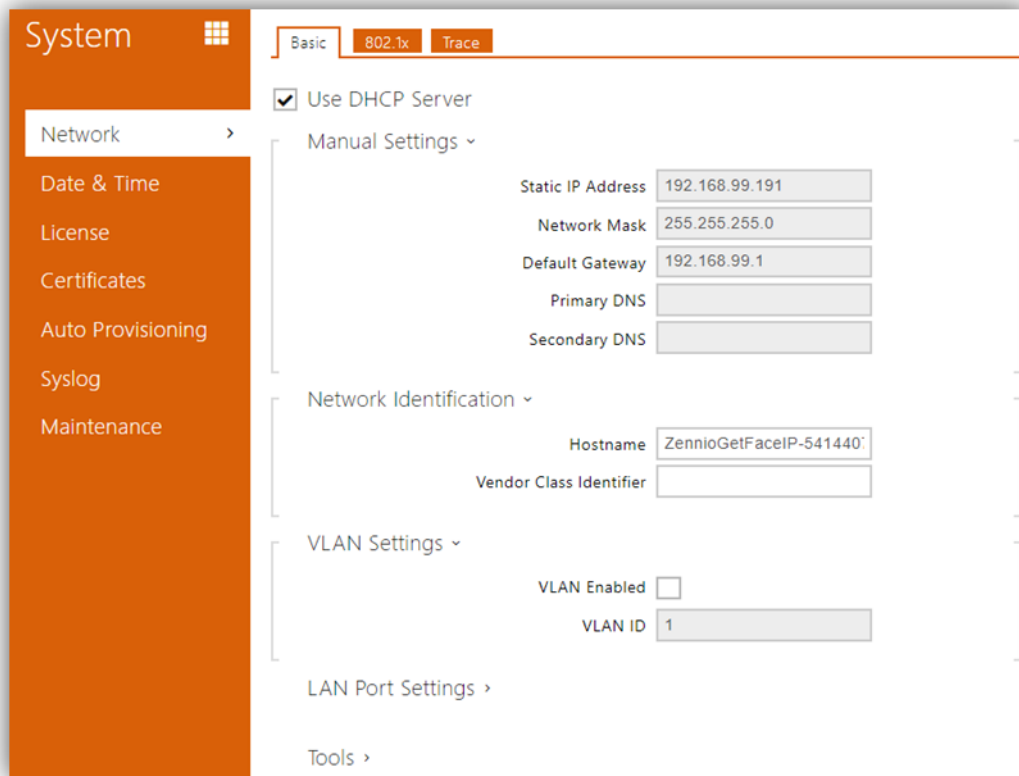 System
Basic 802.1x Trace
Use DHCP Server
Network
Manual Settings
Date & Time
Static IP Address 192.168.99.191
License
Network Mask 255.255.255.0
Certificates
Default Gateway 192.168.99.1
Auto Provisioning
Primary DNS
Syslog
Secondary DNS
Maintenance
Network Identification
Hostname ZennioGetFaceIP-541440
Vendor Class Identifier
VLAN Settings
VLAN Enabled
VLAN ID 1
LAN Port Settings
Tools